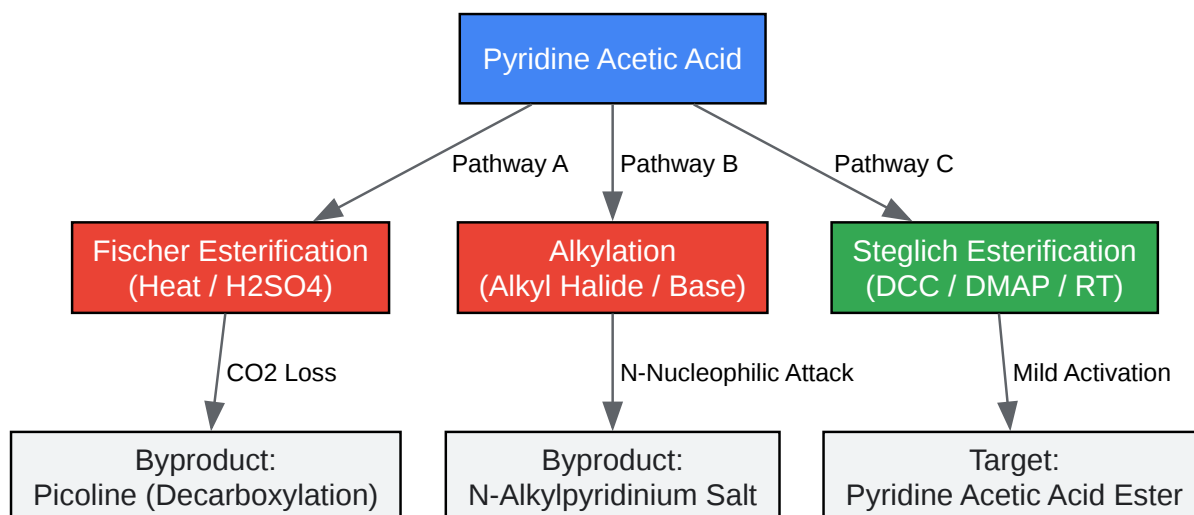 Pyridine Acetic Acid
Pathway A
Pathway B
Pathway C
Fischer Esterification
(Heat / H2SO4)
Alkylation
(Alkyl Halide / Base)
Steglich Esterification
(DCC / DMAP / RT)
CO2 Loss
N-Nucleophilic Attack
Mild Activation
Byproduct:
Picoline (Decarboxylation)
Byproduct:
N-Alkylpyridinium Salt
Target:
Pyridine Acetic Acid Ester